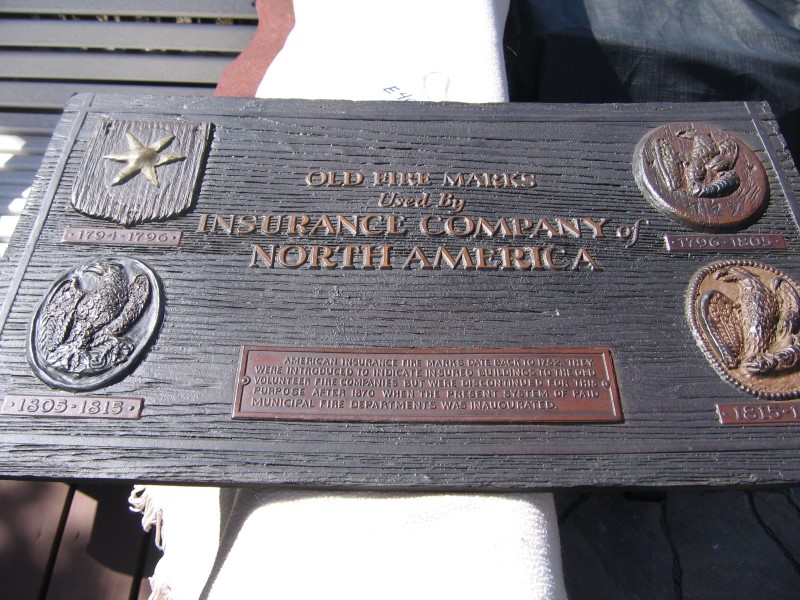 OLD FIRE MARKS
Used By
INSURANCE COMPANY of
NORTH AMERICA
·1794-1796·
·1796-1805·
·1805-1815·
·1815-1
AMERICAN INSURANCE FIRE MARKS DATE BACK TO 1752. THEY
WERE INTRODUCED TO INDICATE INSURED BUILDINGS TO THE OLD
VOLUNTEER FIRE COMPANIES BUT WERE DISCONTINUED FOR THIS
PURPOSE AFTER 1870 WHEN THE PRESENT SYSTEM OF PAID
MUNICIPAL FIRE DEPARTMENTS WAS INAUGURATED.